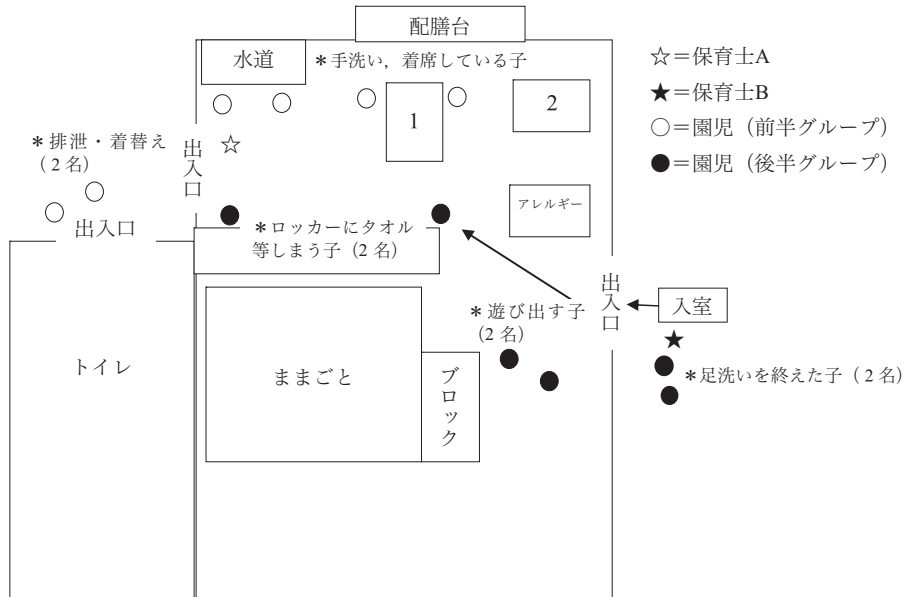 配膳台
水道
＊手洗い，着席している子
1
2
☆＝保育士A
★＝保育士B
○＝園児（前半グループ）
●＝園児（後半グループ）
＊排泄・着替え
（2名）
出入口
出入口
アレルギー
＊ロッカーにタオル
等しまう子（2名）
出入口
入室
＊遊び出す子
（2名）
＊足洗いを終えた子（2名）
トイレ
ままごと
ブロック